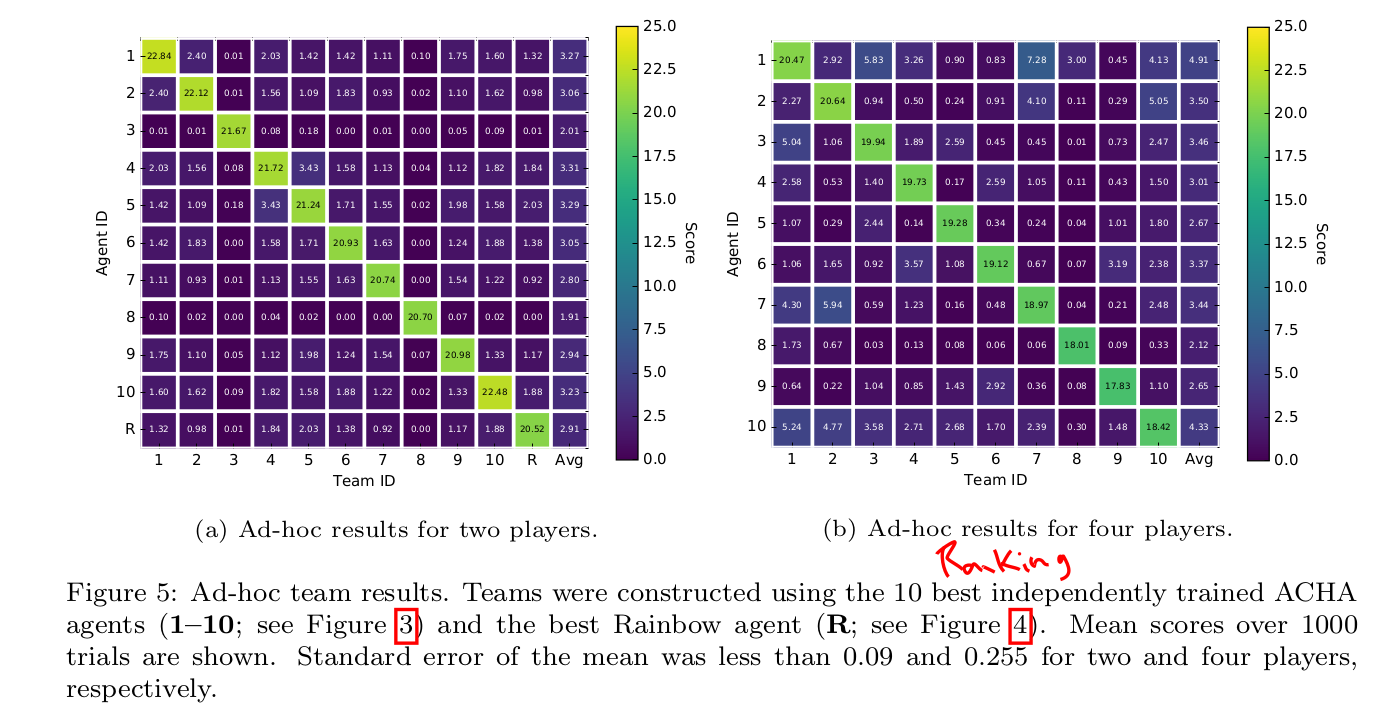 25.0
22.5
20.0
17.5
15.0
12.5
10.0
7.5
5.0
2.5
0.0
Score
Agent ID
1 22.84 2.40 0.01 2.03 1.42 1.42 1.11 0.10 1.75 1.60 1.32 3.27
2 2.40 22.12 0.01 1.56 1.09 1.83 0.93 0.02 1.10 1.62 0.98 3.06
3 0.01 0.01 21.67 0.08 0.18 0.00 0.01 0.00 0.05 0.09 0.01 2.01
4 2.03 1.56 0.08 21.72 3.43 1.58 1.13 0.04 1.12 1.82 1.84 3.31
5 1.42 1.09 0.18 3.43 21.24 1.71 1.55 0.02 1.98 1.58 2.03 3.29
6 1.42 1.83 0.00 1.58 1.71 20.93 1.63 0.00 1.24 1.88 1.38 3.05
7 1.11 0.93 0.01 1.13 1.55 1.63 20.74 0.00 1.54 1.22 0.92 2.80
8 0.10 0.02 0.00 0.04 0.02 0.00 0.00 20.70 0.07 0.02 0.00 1.91
9 1.75 1.10 0.05 1.12 1.98 1.24 1.54 0.07 20.98 1.33 1.17 2.94
10 1.60 1.62 0.09 1.82 1.58 1.88 1.22 0.02 1.33 22.48 1.88 3.23
R 1.32 0.98 0.01 1.84 2.03 1.38 0.92 0.00 1.17 1.88 20.52 2.91
1 2 3 4 5 6 7 8 9 10 R Avg
Team ID
(a) Ad-hoc results for two players.
25.0
22.5
20.0
17.5
15.0
12.5
10.0
7.5
5.0
2.5
0.0
Score
Agent ID
1 20.47 2.92 5.83 3.26 0.90 0.83 7.28 3.00 0.45 4.13 4.91
2 2.27 20.64 0.94 0.50 0.24 0.91 4.10 0.11 0.29 5.05 3.50
3 5.04 1.06 19.94 1.89 2.59 0.45 0.45 0.01 0.73 2.47 3.46
4 2.58 0.53 1.40 19.73 0.17 2.59 1.05 0.11 0.43 1.50 3.01
5 1.07 0.29 2.44 0.14 19.28 0.34 0.24 0.04 1.01 1.80 2.67
6 1.06 1.65 0.92 3.57 1.08 19.12 0.67 0.07 3.19 2.38 3.37
7 4.30 5.94 0.59 1.23 0.16 0.48 18.97 0.04 0.21 2.48 3.44
8 1.73 0.67 0.03 0.13 0.08 0.06 0.06 18.01 0.09 0.33 2.12
9 0.64 0.22 1.04 0.85 1.43 2.92 0.36 0.08 17.83 1.10 2.65
10 5.24 4.77 3.58 2.71 2.68 1.70 2.39 0.30 1.48 18.42 4.33
1 2 3 4 5 6 7 8 9 10 Avg
Team ID
(b) Ad-hoc results for four players.
Ranking
Figure 5: Ad-hoc team results. Teams were constructed using the 10 best independently trained ACHA
agents (1–10; see Figure 3) and the best Rainbow agent (R; see Figure 4). Mean scores over 1000
trials are shown. Standard error of the mean was less than 0.09 and 0.255 for two and four players,
respectively.